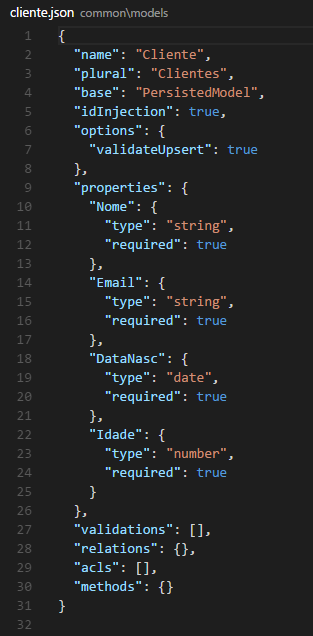 cliente.json common\models
1 {
2 "name": "Cliente",
3 "plural": "Clientes",
4 "base": "PersistedModel",
5 "idInjection": true,
6 "options": {
7 "validateUpsert": true
8 },
9 "properties": {
10 "Nome": {
11 "type": "string",
12 "required": true
13 },
14 "Email": {
15 "type": "string",
16 "required": true
17 },
18 "DataNasc": {
19 "type": "date",
20 "required": true
21 },
22 "Idade": {
23 "type": "number",
24 "required": true
25 }
26 },
27 "validations": [],
28 "relations": {},
29 "acls": [],
30 "methods": {}
31 }
32